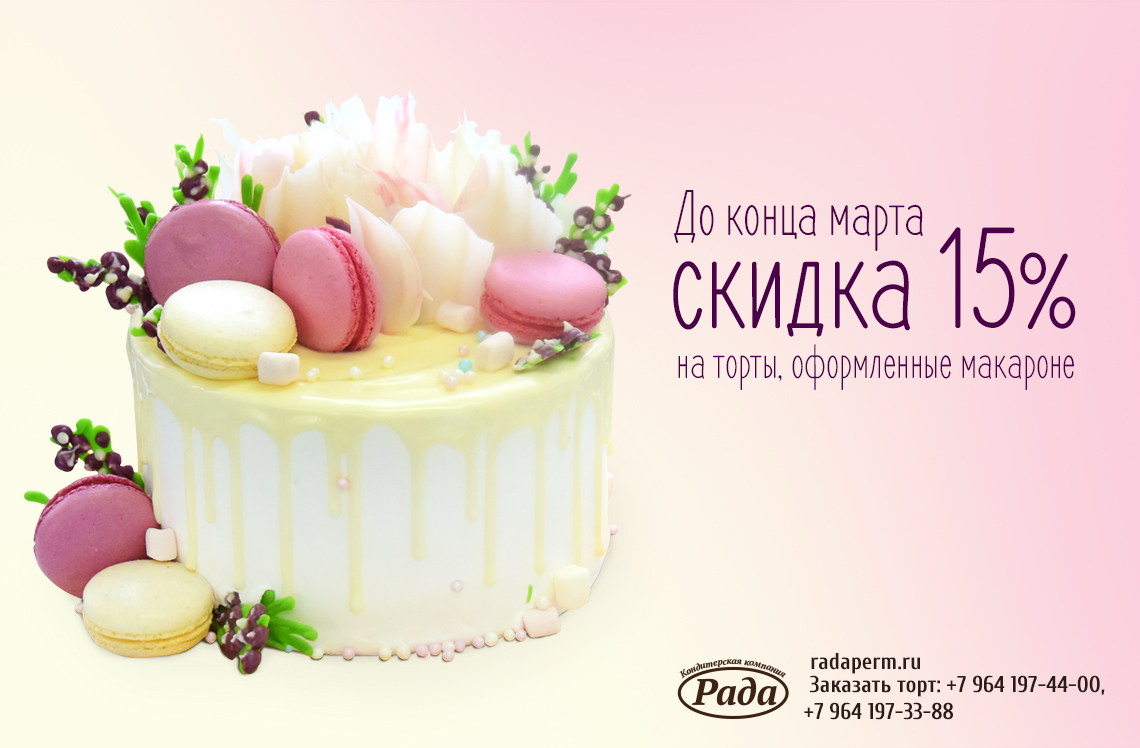 До конца марта
скидка 15%
на торты, оформленные макароне
Кондитерская компания
Рада
radaperm.ru
Заказать торт: +7 964 197-44-00,
+7 964 197-33-88